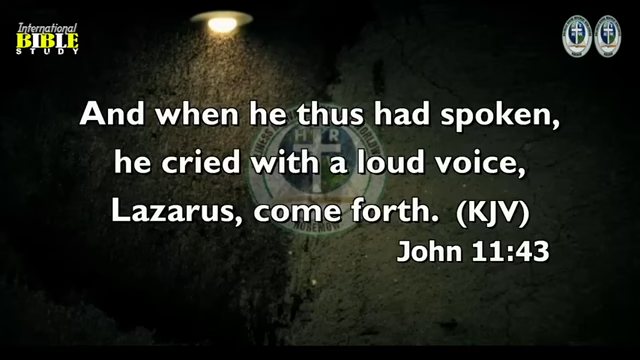 International
BIBLE
STUDY
And when he thus had spoken,
he cried with a loud voice,
Lazarus, come forth. (KJV)
John 11:43